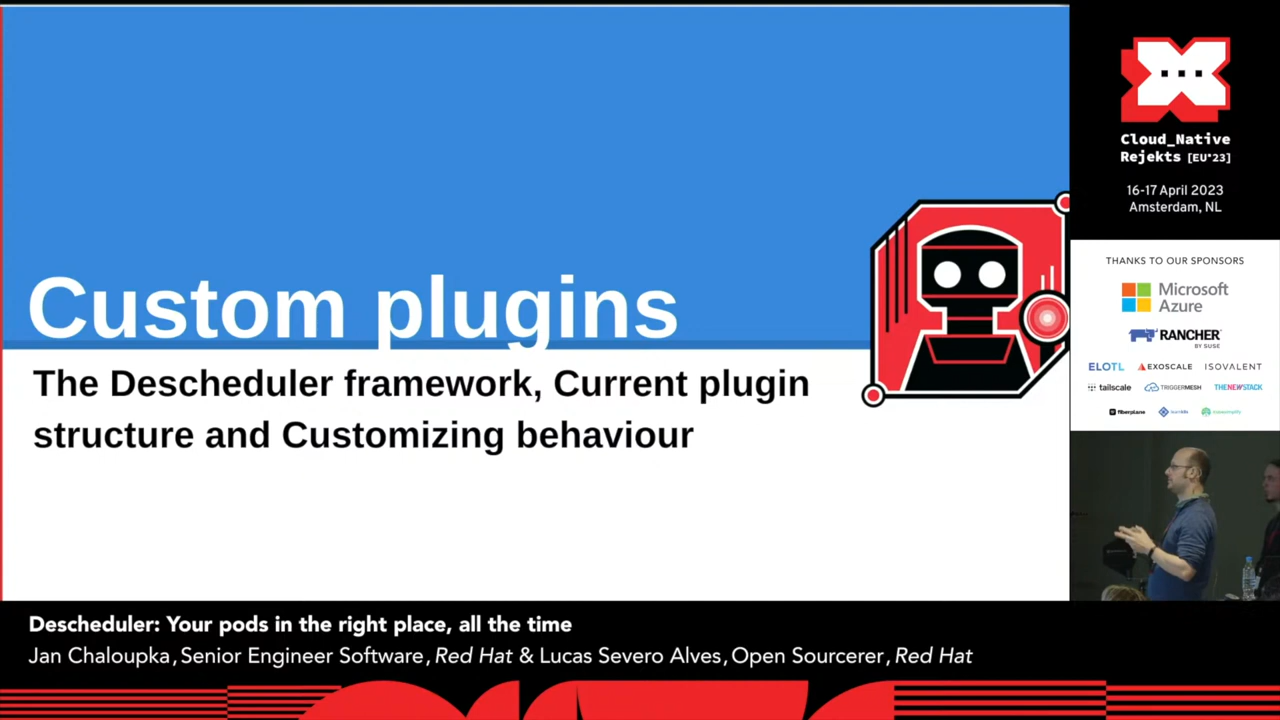 Custom plugins
The Descheduler framework, Current plugin
structure and Customizing behaviour
Cloud_Native
Rejekts [EU'23]
16-17 April 2023
Amsterdam, NL
THANKS TO OUR SPONSORS
Microsoft
Azure
RANCHER
BY SUSE
ELOTL EXOSCALE ISOVALENT
tailscale TRIGGERMESH THENEWSTACK
fiberplane
Descheduler: Your pods in the right place, all the time
Jan Chaloupka, Senior Engineer Software, Red Hat & Lucas Severo Alves, Open Sourcerer, Red Hat